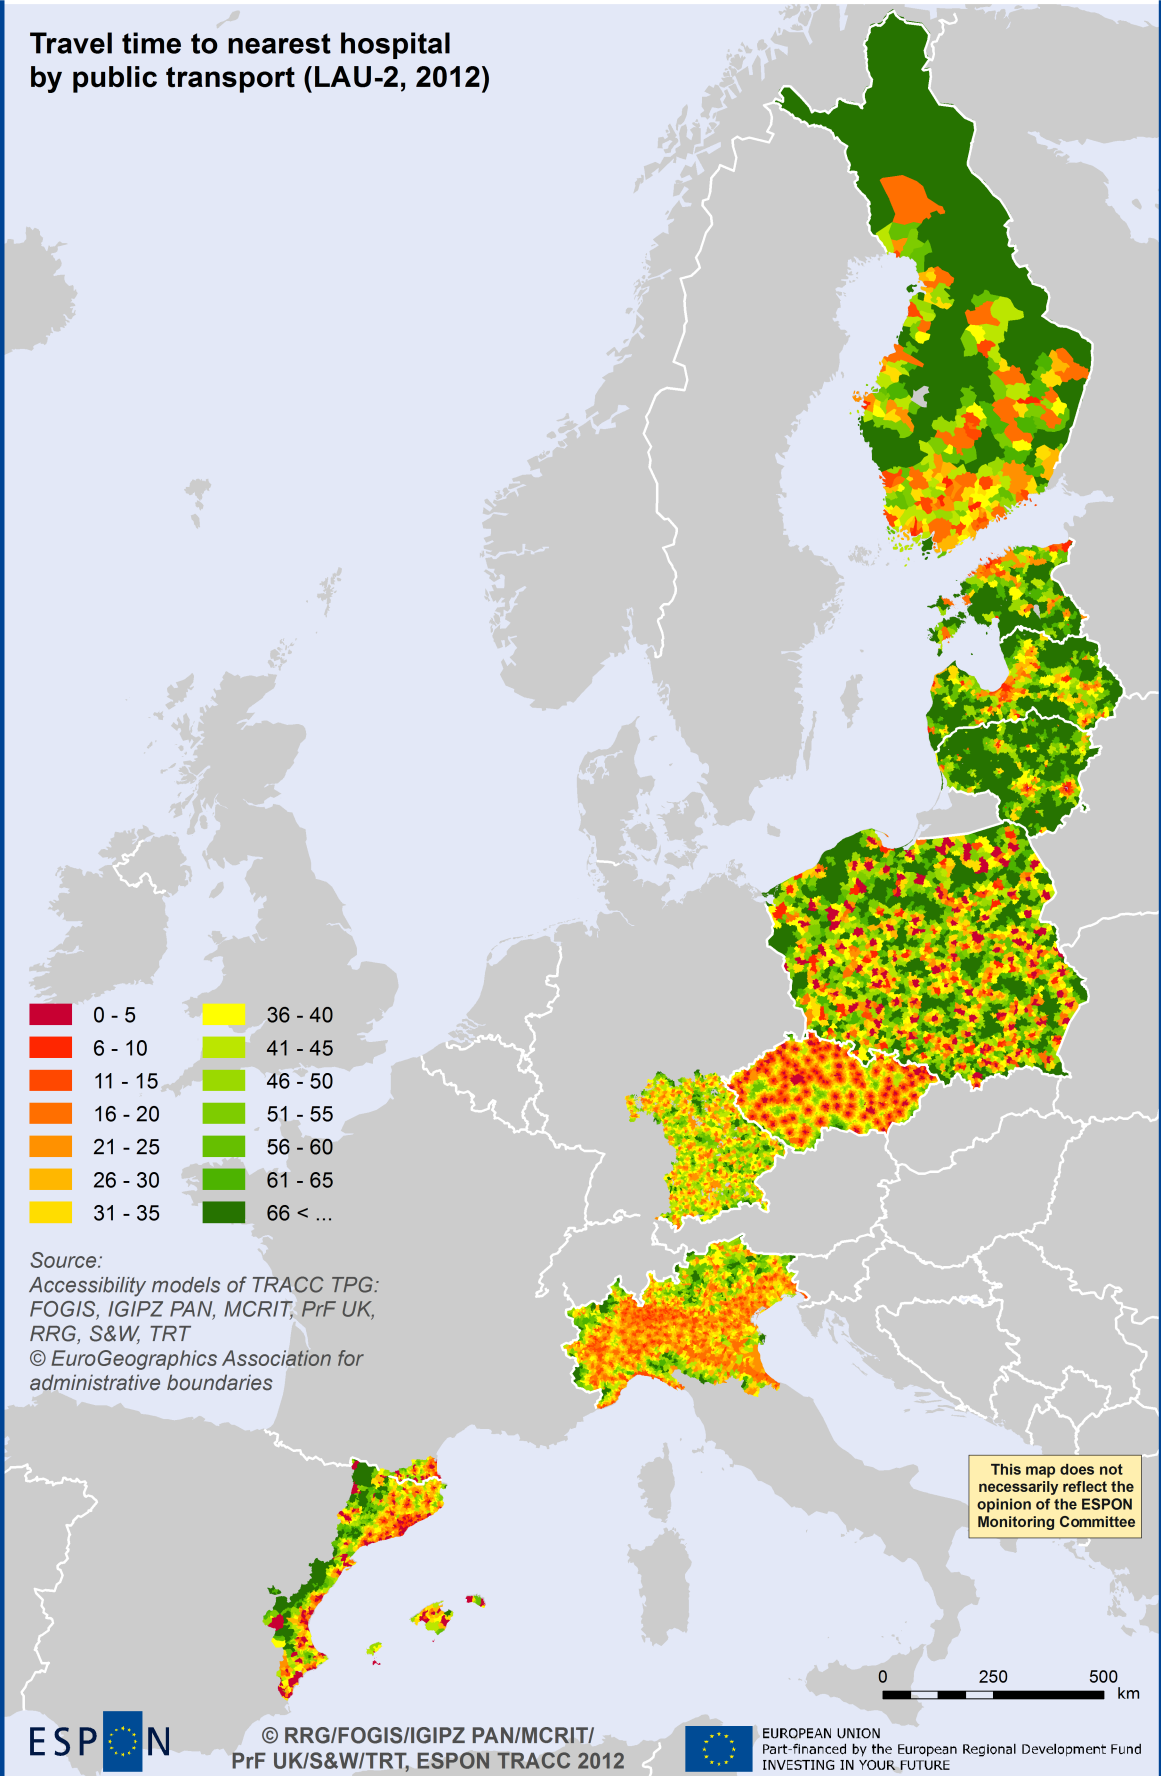 Travel time to nearest hospital
by public transport (LAU-2, 2012)
0 - 5
6 - 10
11 - 15
16 - 20
21 - 25
26 - 30
31 - 35
36 - 40
41 - 45
46 - 50
51 - 55
56 - 60
61 - 65
66 < ...
Source:
Accessibility models of TRACC TPG:
FOGIS, IGIPZ PAN, MCRIT, PrF UK,
RRG, S&W, TRT
© EuroGeographics Association for
administrative boundaries
This map does not
necessarily reflect the
opinion of the ESPON
Monitoring Committee
0 250 500
km
ESPON
© RRG/FOGIS/IGIPZ PAN/MCRIT/
PrF UK/S&W/TRT, ESPON TRACC 2012
EUROPEAN UNION
Part-financed by the European Regional Development Fund
INVESTING IN YOUR FUTURE